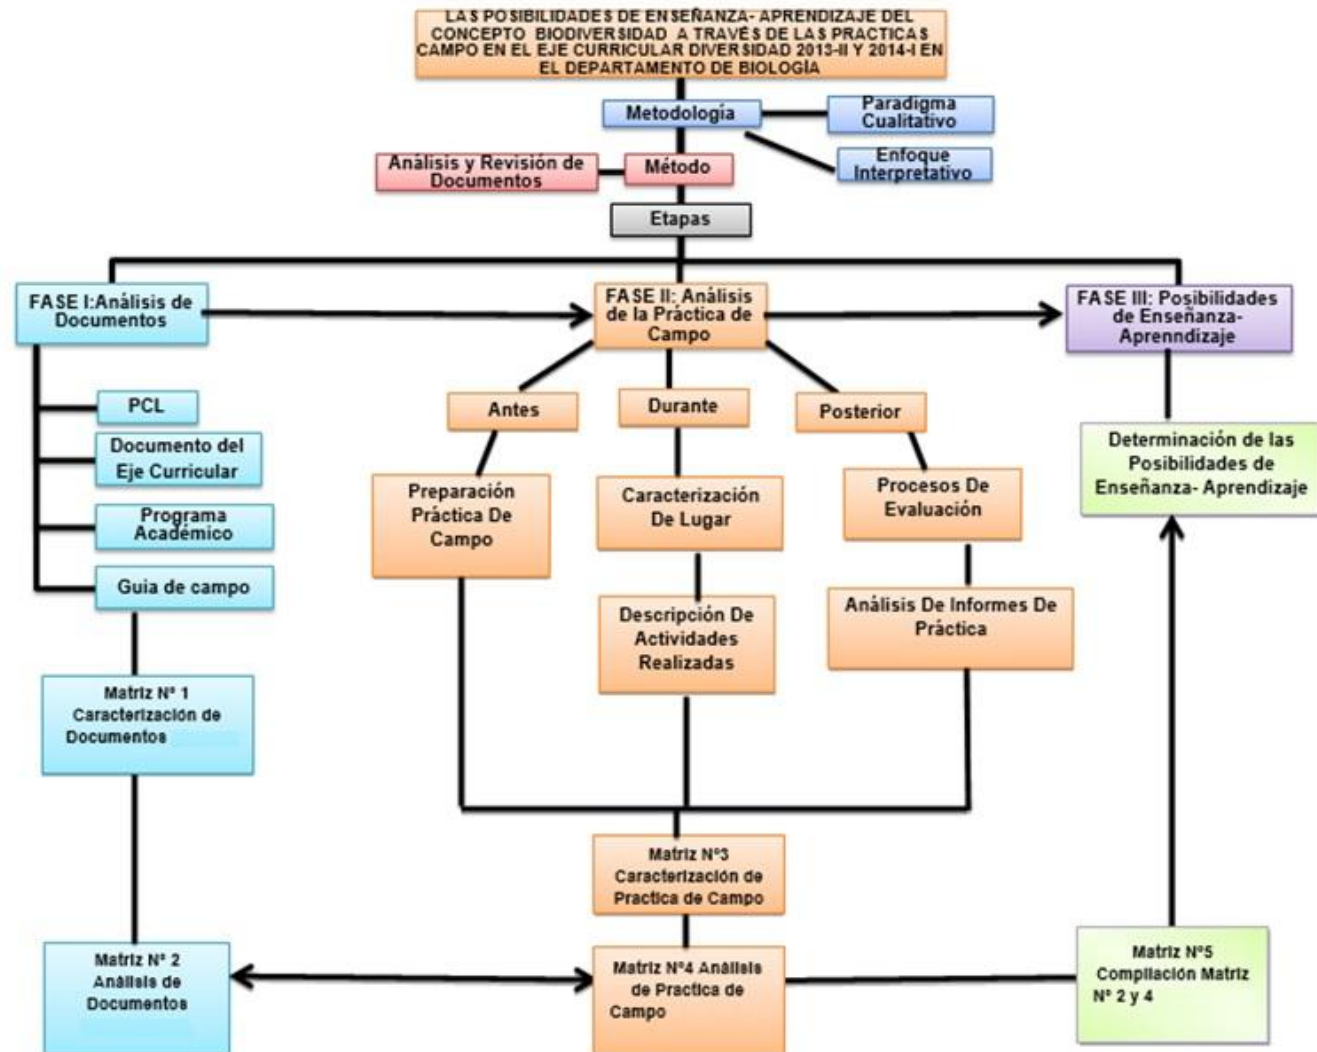 LAS POSIBILIDADES DE ENSEÑANZA- APRENDIZAJE DEL
CONCEPTO BIODIVERSIDAD A TRAVÉS DE LAS PRACTICAS
CAMPO EN EL EJE CURRICULAR DIVERSIDAD 2013-II Y 2014-I EN
EL DEPARTAMENTO DE BIOLOGÍA
Metodología
Paradigma
Cualitativo
Enfoque
Interpretativo
Análisis y Revisión de
Documentos
Método
Etapas
FASE I:Análisis de
Documentos
FASE II: Análisis
de la Práctica de
Campo
FASE III: Posibilidades
de Enseñanza-
Aprenndizaje
PCL
Documento del
Eje Curricular
Programa
Académico
Guia de campo
Antes
Durante
Posterior
Preparación
Práctica De
Campo
Caracterización
De Lugar
Procesos De
Evaluación
Descripción De
Actividades
Realizadas
Análisis De Informes De
Práctica
Determinación de las
Posibilidades de
Enseñanza- Aprendizaje
Matriz Nº 1
Caracterización de
Documentos
Matriz Nº3
Caracterización de
Practica de Campo
Matriz Nº 2
Análisis de
Documentos
Matriz Nº4 Análisis
de Practica de
Campo
Matriz Nº5
Compilación Matriz
Nº 2 y 4